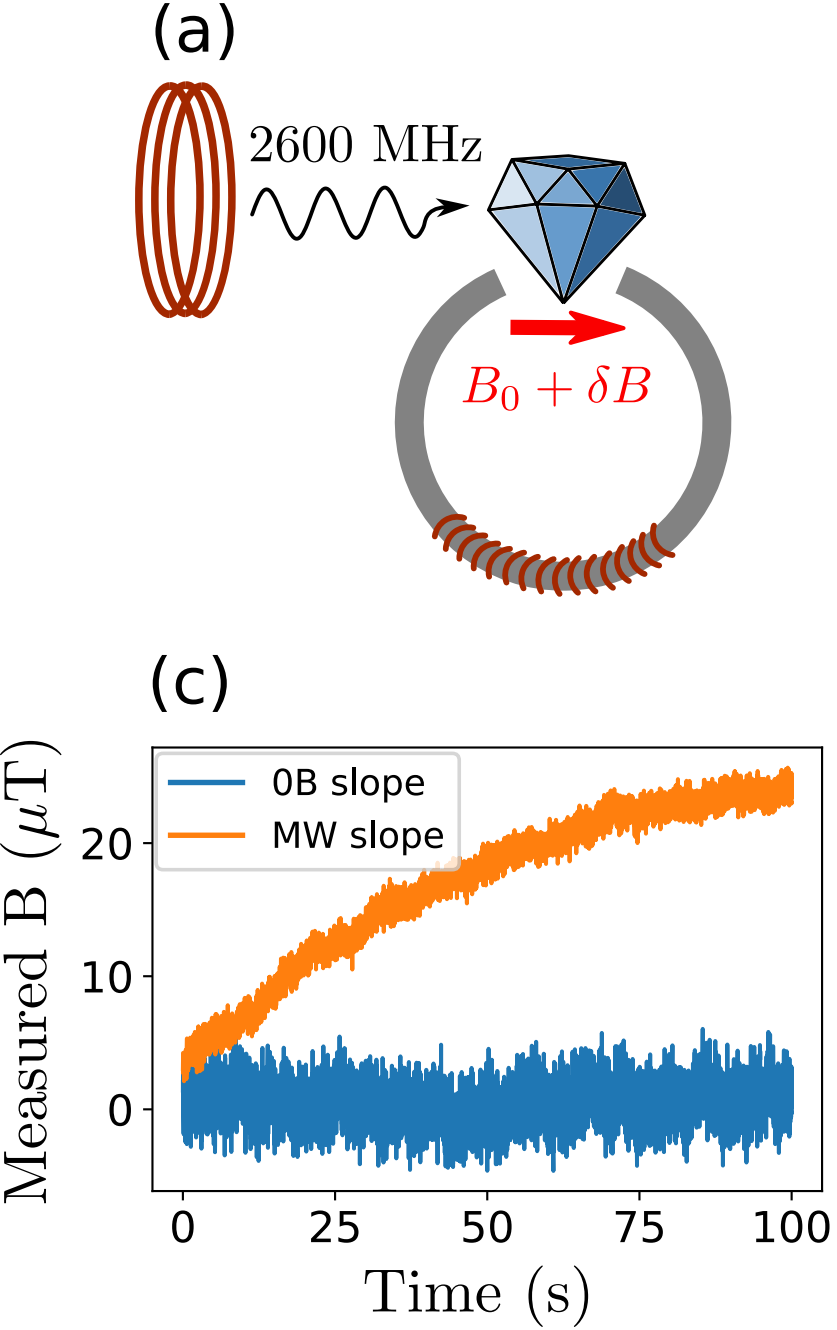 (a)
2600 MHz
B₀ + δB
(c)
Measured B (μT)
0B slope
MW slope
20
10
0
0 25 50 75 100
Time (s)